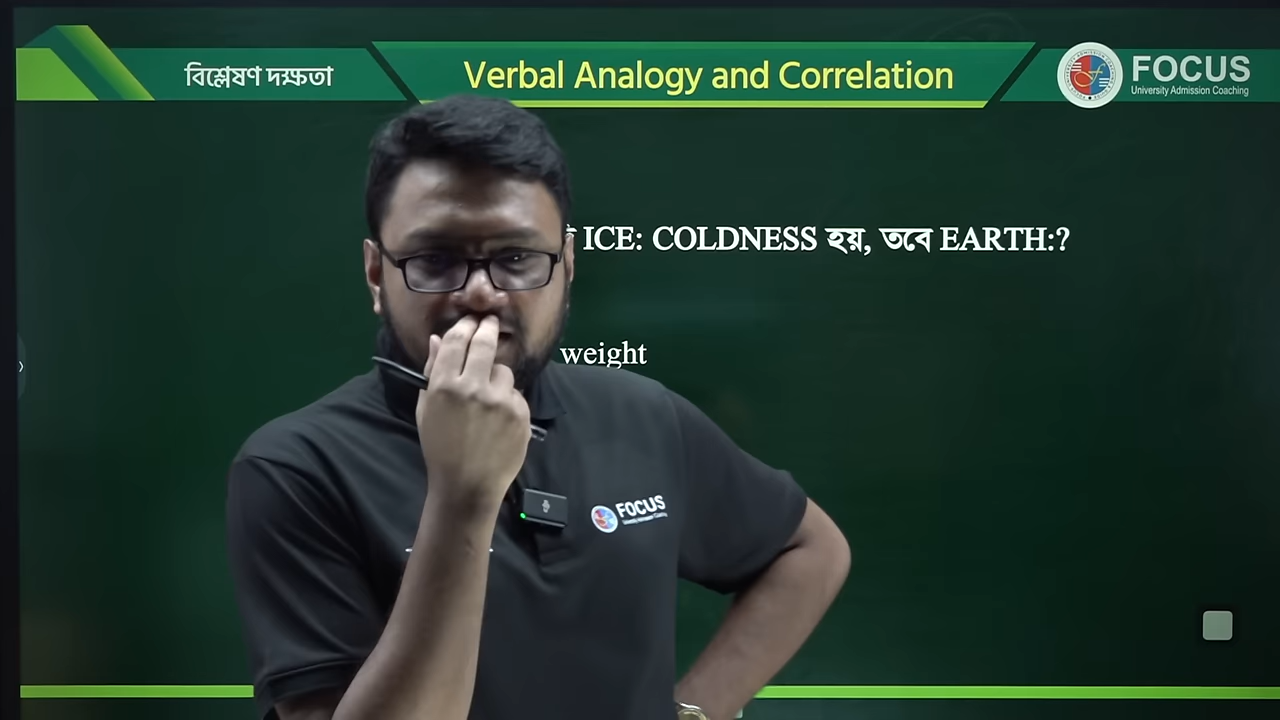 বিশ্লেষণ দক্ষতা
Verbal Analogy and Correlation
FOCUS
University Admission Coaching
ICE: COLDNESS হয়, তবে EARTH:?
weight
FOCUS